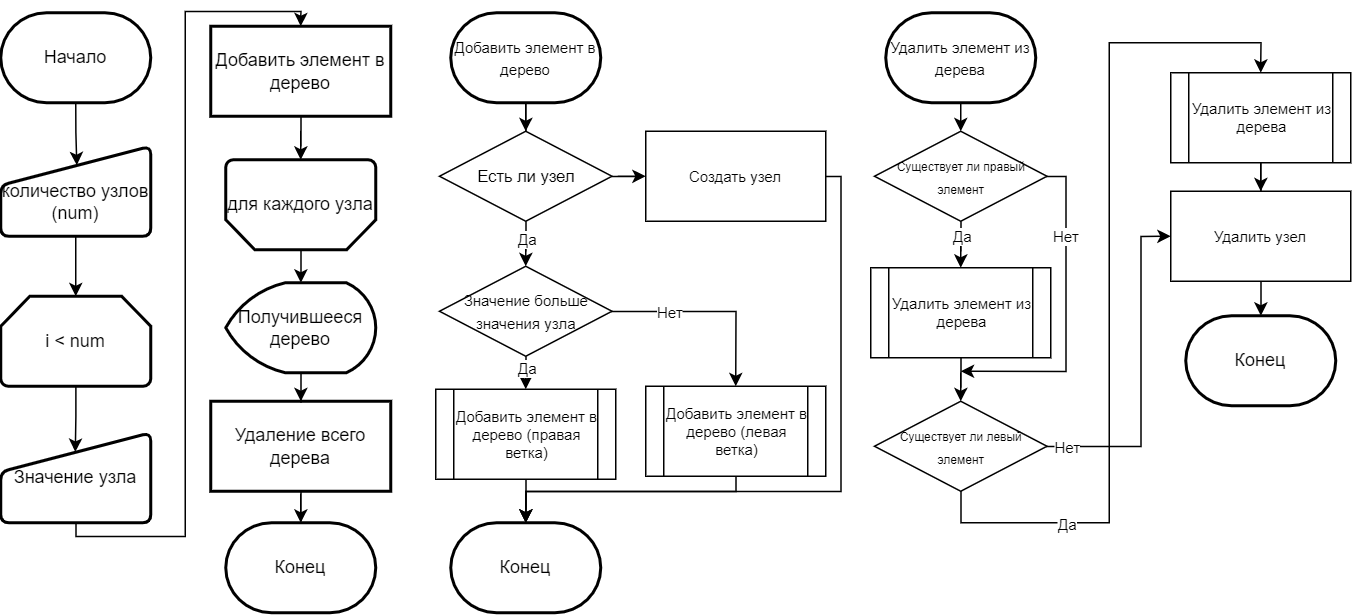 Начало
количество узлов
(num)
i < num
Значение узла
Добавить элемент в
дерево
для каждого узла
Получившееся
дерево
Удаление всего
дерева
Конец
Добавить элемент в
дерево
Есть ли узел
Создать узел
Да
Значение больше
значения узла
Нет
Да
Добавить элемент в
дерево (правая
ветка)
Добавить элемент в
дерево (левая
ветка)
Конец
Удалить элемент из
дерева
Существует ли правый
элемент
Да
Нет
Удалить элемент из
дерева
Существует ли левый
элемент
Нет
Да
Удалить элемент из
дерева
Удалить узел
Конец